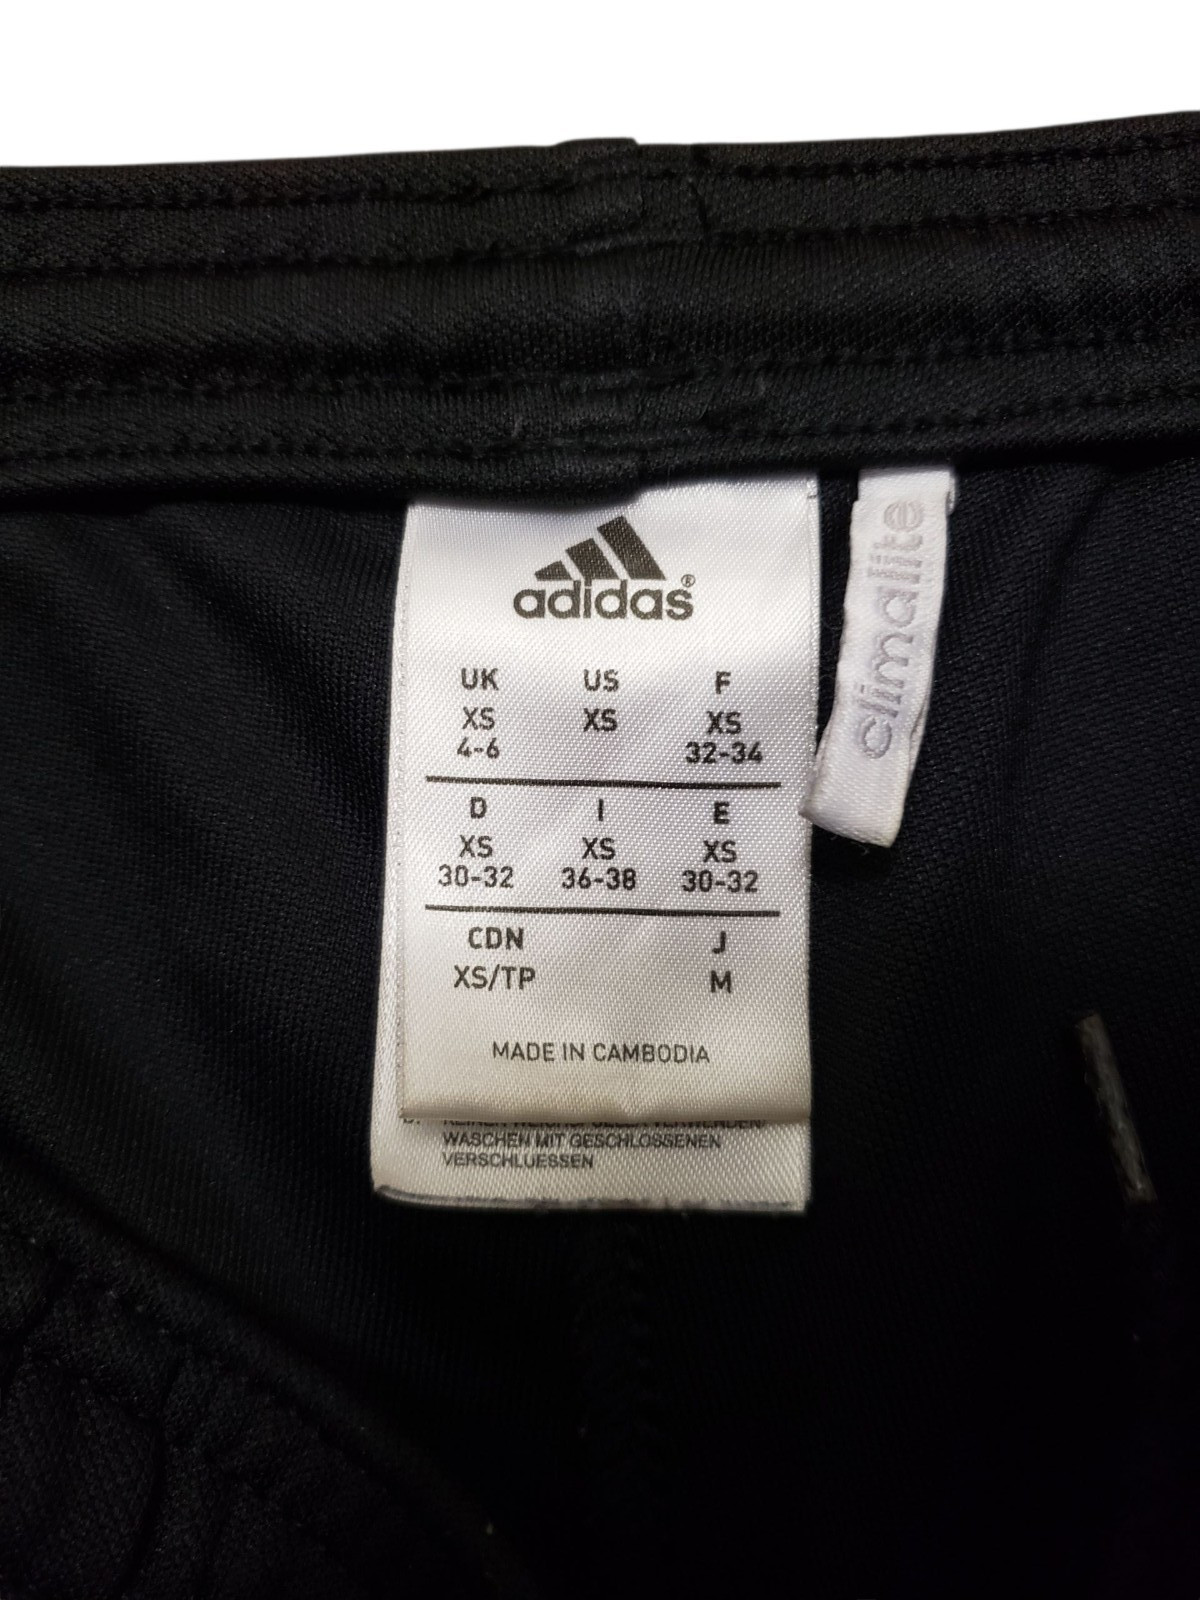 adidas®
UK US F
XS XS XS
4-6 32-34
D I E
XS XS XS
30-32 36-38 30-32
CDN J
XS/TP M
MADE IN CAMBODIA
WASCHEN MIT GESCHLOSSENEN
VERSCHLUESSEN
climalite